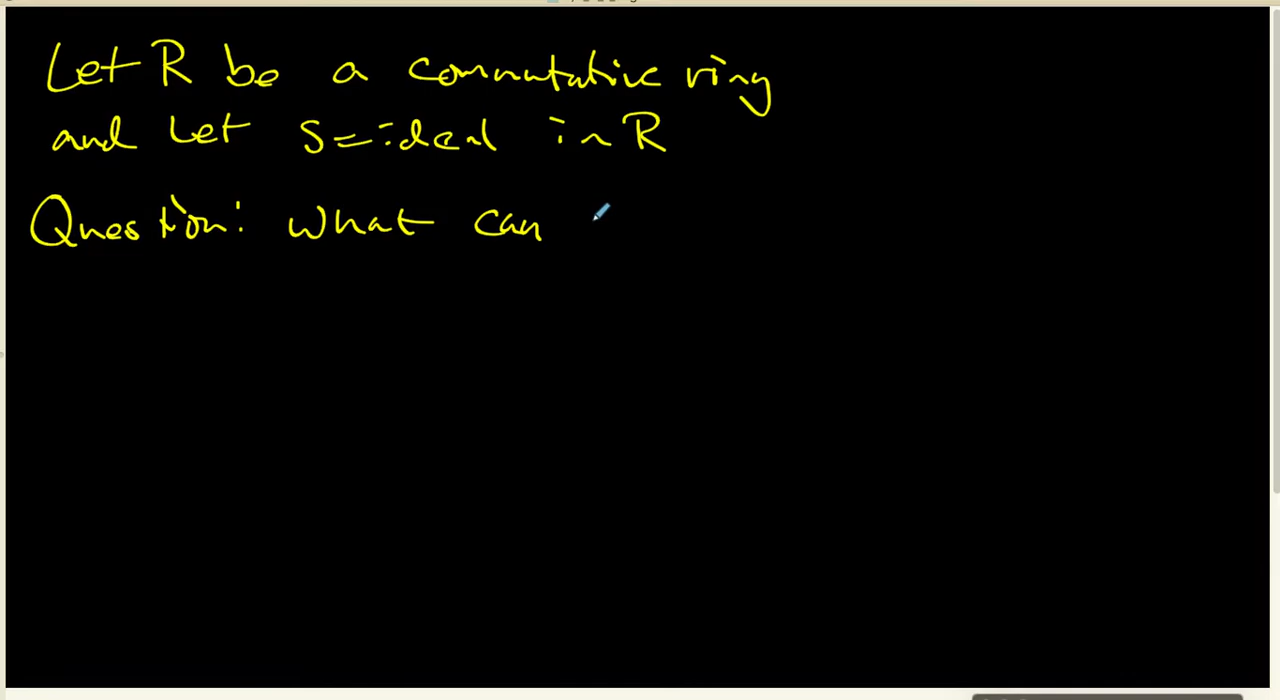 Let R be a commutative ring
and Let S=ideal in R
Question: what can